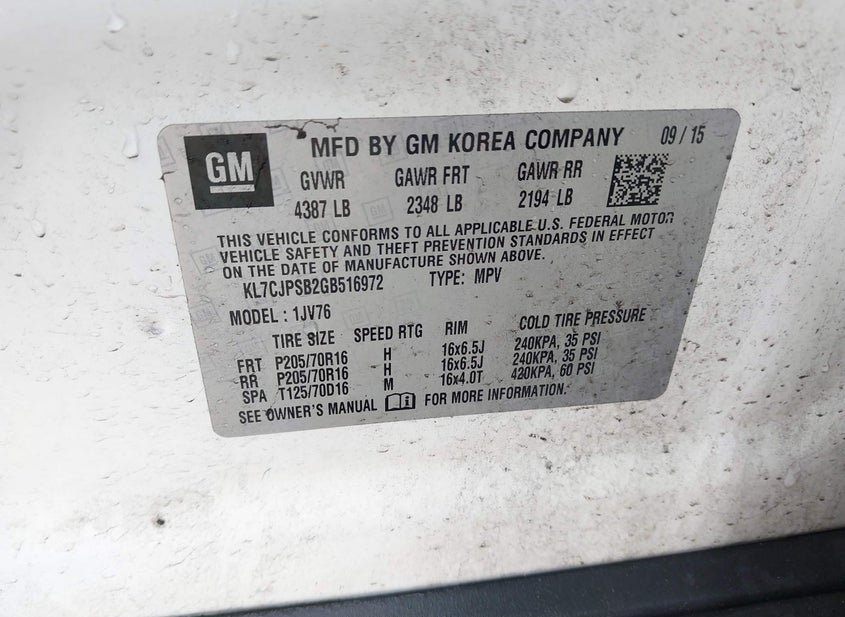 GM
MFD BY GM KOREA COMPANY 09/15
GVWR GAWR FRT GAWR RR
4387 LB 2348 LB 2194 LB
THIS VEHICLE CONFORMS TO ALL APPLICABLE U.S. FEDERAL MOTOR
VEHICLE SAFETY AND THEFT PREVENTION STANDARDS IN EFFECT
ON THE DATE OF MANUFACTURE SHOWN ABOVE.
KL7CJPSB2GB516972 TYPE: MPV
MODEL : 1JV76
TIRE SIZE SPEED RTG RIM COLD TIRE PRESSURE
FRT P205/70R16 H 16x6.5J 240KPA, 35 PSI
RR P205/70R16 H 16x6.5J 240KPA, 35 PSI
SPA T125/70D16 M 16x4.0T 420KPA, 60 PSI
SEE OWNER'S MANUAL FOR MORE INFORMATION.